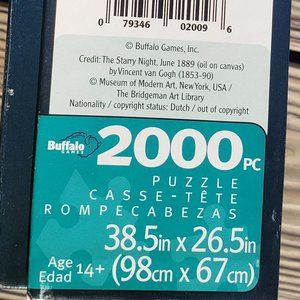 0 79346 02009 6
© Buffalo Games, Inc.
Credit: The Starry Night, June 1889 (oil on canvas)
by Vincent van Gogh (1853-90)
© Museum of Modern Art, New York, USA /
The Bridgeman Art Library
Nationality / copyright status: Dutch / out of copyright
Buffalo
GAMES
2000 PC
PUZZLE
CASSE-TÊTE
ROMPECABEZAS
38.5in x 26.5in
Age
Edad 14+ (98cm x 67cm)